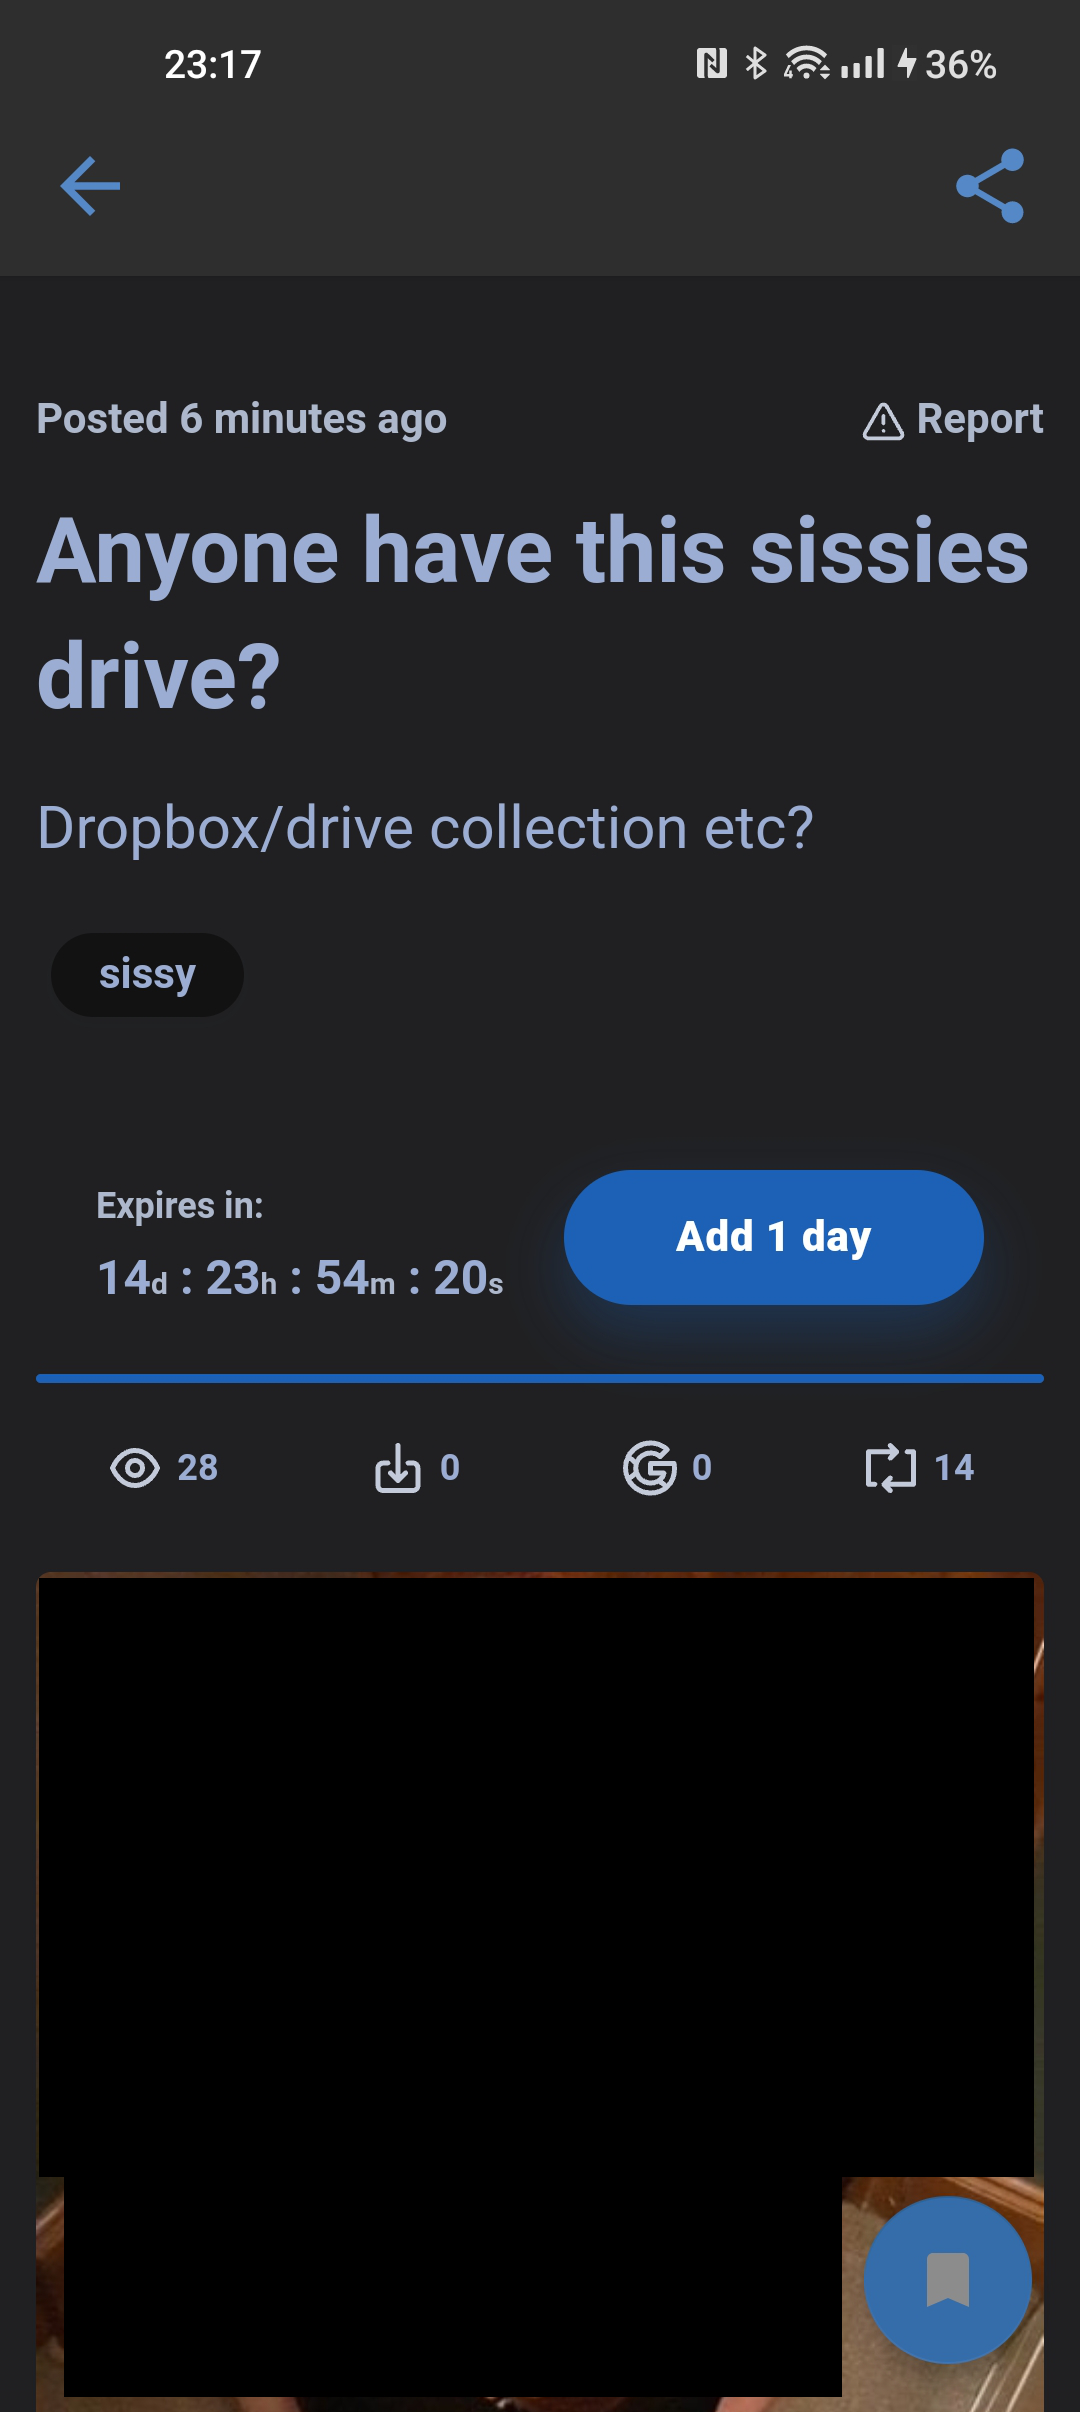 23:17
36%
Posted 6 minutes ago
Report
Anyone have this sissies
drive?
Dropbox/drive collection etc?
sissy
Expires in:
14d : 23h : 54m : 20s
Add 1 day
28
0
0
14